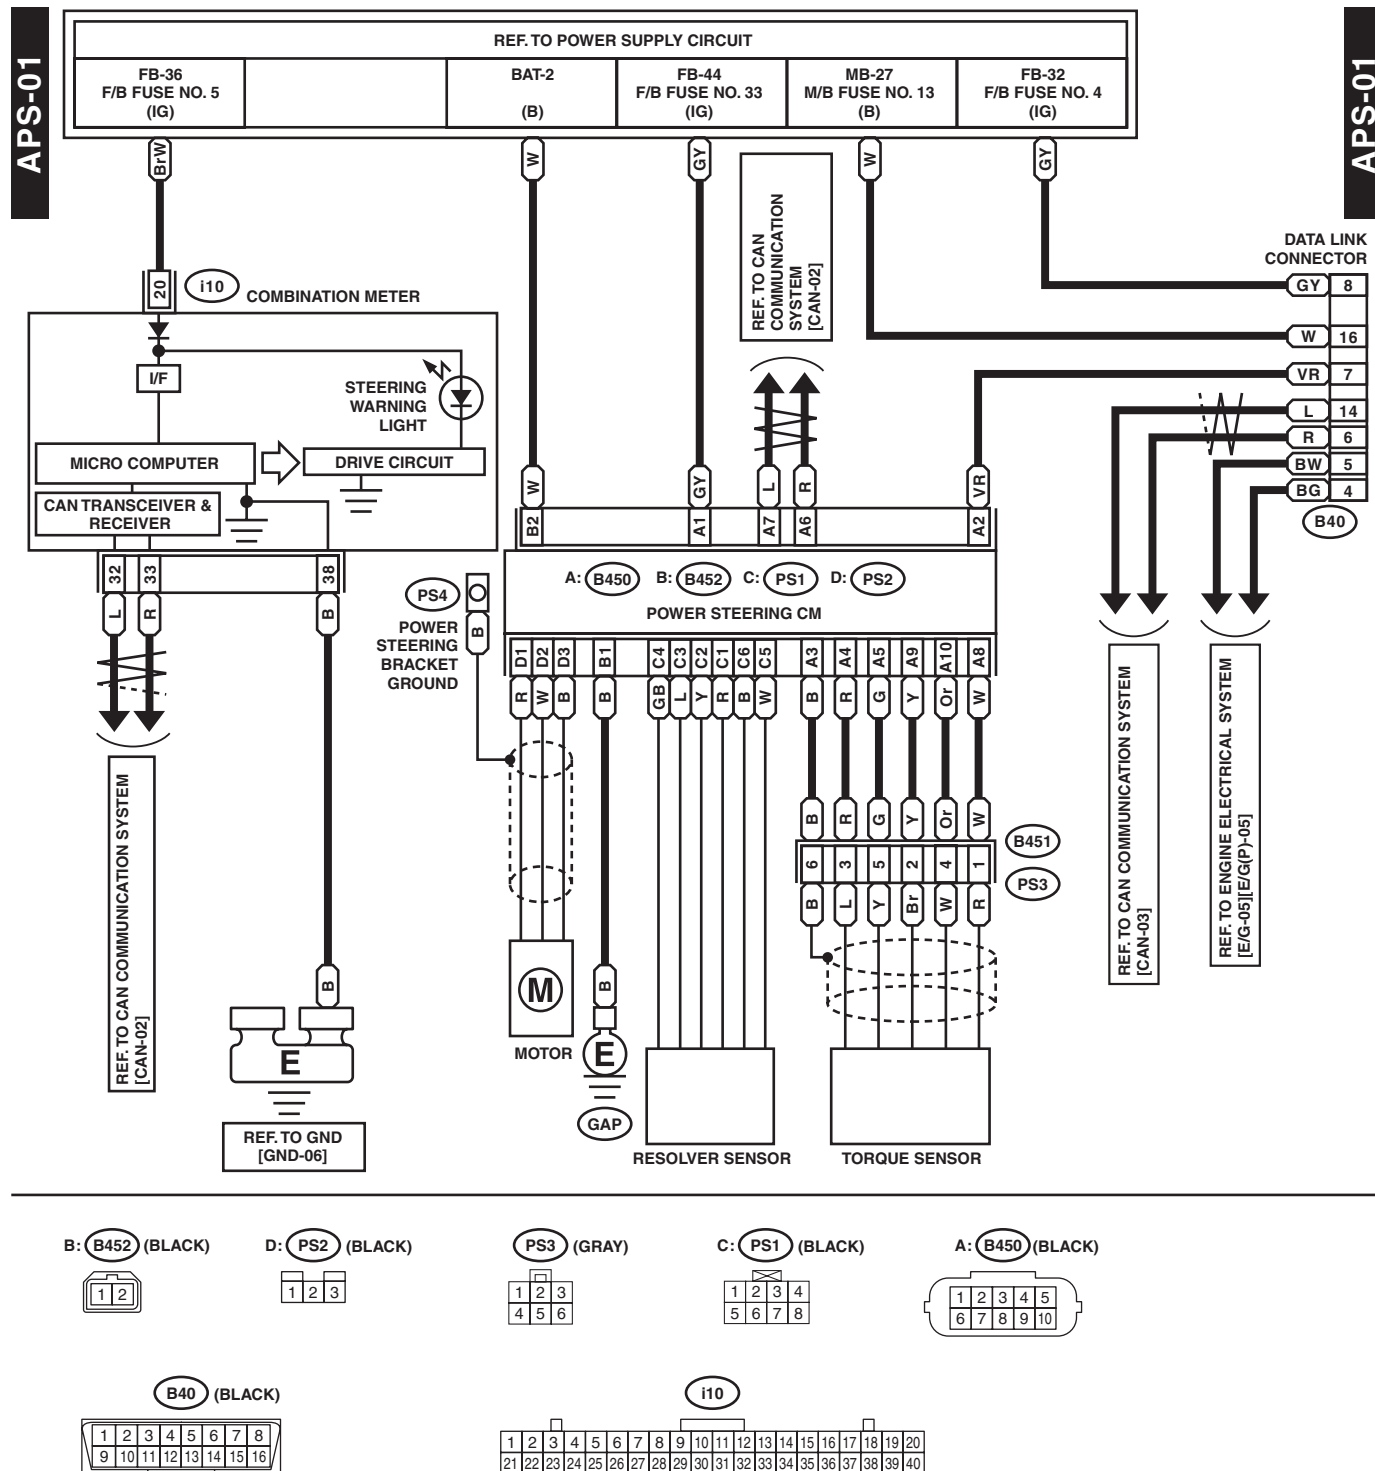 APS-01
APS-01
REF. TO POWER SUPPLY CIRCUIT
FB-36
F/B FUSE NO. 5
(IG)
BAT-2
(B)
FB-44
F/B FUSE NO. 33
(IG)
MB-27
M/B FUSE NO. 13
(B)
FB-32
F/B FUSE NO. 4
(IG)
BrW
W
GY
W
GY
REF. TO CAN
COMMUNICATION
SYSTEM
[CAN-02]
DATA LINK
CONNECTOR
GY 8
W 16
VR 7
L 14
R 6
BW 5
BG 4
B40
20
i10
COMBINATION METER
I/F
STEERING
WARNING
LIGHT
MICRO COMPUTER
DRIVE CIRCUIT
CAN TRANSCEIVER &
RECEIVER
W GY L R VR
B2 A1 A7 A6 A2
32 33 38
L R B
A: B450 B: B452 C: PS1 D: PS2
POWER STEERING CM
PS4
B
POWER
STEERING
BRACKET
GROUND
D1 D2 D3 B1 C4 C3 C2 C1 C6 C5 A3 A4 A5 A9 A10 A8
R W B B GB L Y R B W B R G Y Or W
B R G Y Or W
B451
6 3 5 2 4 1
PS3
B L Y Br W R
REF. TO CAN COMMUNICATION SYSTEM
[CAN-02]
REF. TO CAN COMMUNICATION SYSTEM
[CAN-03]
REF. TO ENGINE ELECTRICAL SYSTEM
[E/G-05][E/G(P)-05]
B
E
REF. TO GND
[GND-06]
M
MOTOR
B
E
GAP
RESOLVER SENSOR
TORQUE SENSOR
B: B452 (BLACK)
1 2
D: PS2 (BLACK)
1 2 3
PS3 (GRAY)
1 2 3
4 5 6
C: PS1 (BLACK)
1 2 3 4
5 6 7 8
A: B450 (BLACK)
1 2 3 4 5
6 7 8 9 10
B40 (BLACK)
1 2 3 4 5 6 7 8
9 10 11 12 13 14 15 16
i10
1 2 3 4 5 6 7 8 9 10 11 12 13 14 15 16 17 18 19 20
21 22 23 24 25 26 27 28 29 30 31 32 33 34 35 36 37 38 39 40